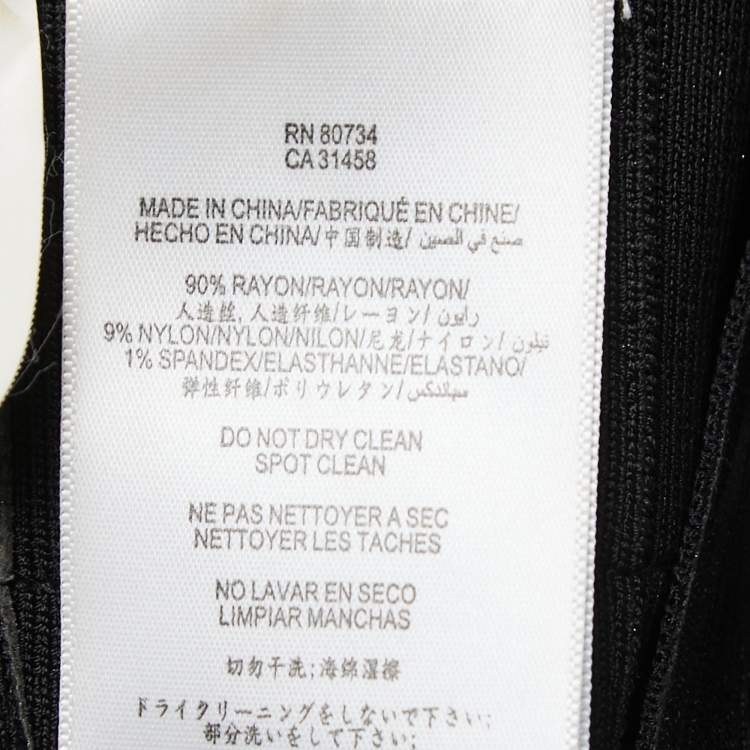 RN 80734
CA 31458
MADE IN CHINA/FABRIQUÉ EN CHINE/
HECHO EN CHINA/中国制造/صنع في الصين
90% RAYON/RAYON/RAYON/
人造丝, 人造纤维/レーヨン/رايون
9% NYLON/NYLON/NILON/尼龙/ナイロン/نيلون
1% SPANDEX/ELASTHANNE/ELASTANO/
弹性纤维/ポリウレタン/سباندكس
DO NOT DRY CLEAN
SPOT CLEAN
NE PAS NETTOYER A SEC
NETTOYER LES TACHES
NO LAVAR EN SECO
LIMPIAR MANCHAS
切勿干洗; 海绵湿擦
ドライクリーニングをしないで下さい;
部分洗いをして下さい;